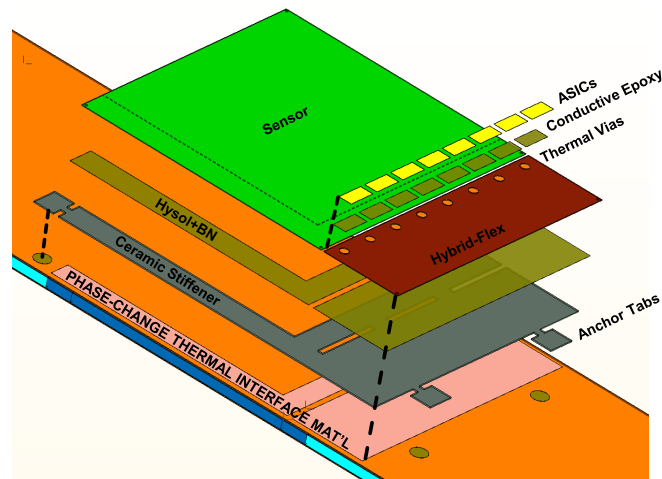 ASICs
Conductive Epoxy
Thermal Vias
Sensor
Hysol+BN
Hybrid-Flex
Ceramic Stiffener
Anchor Tabs
PHASE-CHANGE THERMAL INTERFACE MAT'L